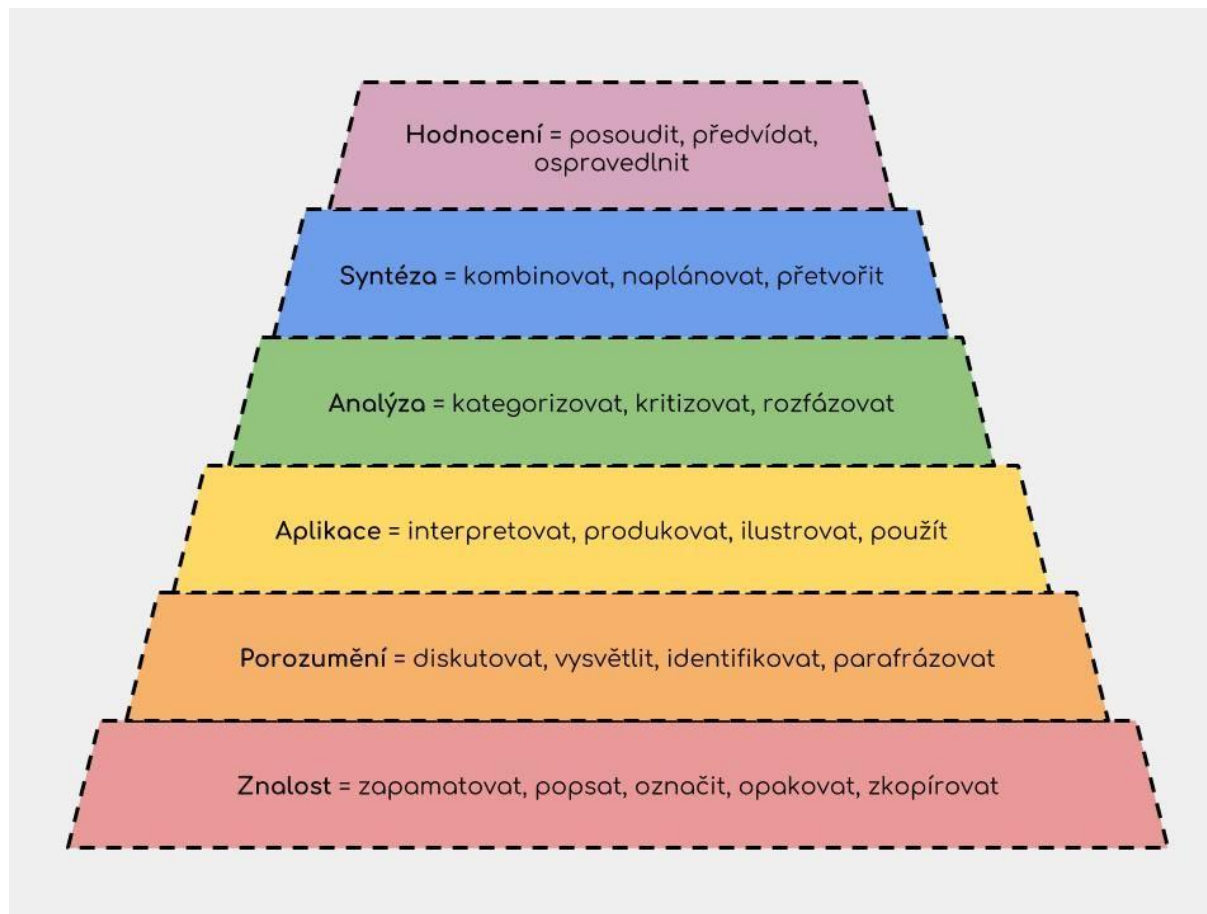 Hodnocení = posoudit, předvídat,
ospravedlnit
Syntéza = kombinovat, naplánovat, přetvořit
Analýza = kategorizovat, kritizovat, rozfázovat
Aplikace = interpretovat, produkovat, ilustrovat, použít
Porozumění = diskutovat, vysvětlit, identifikovat, parafrázovat
Znalost = zapamatovat, popsat, označit, opakovat, zkopírovat